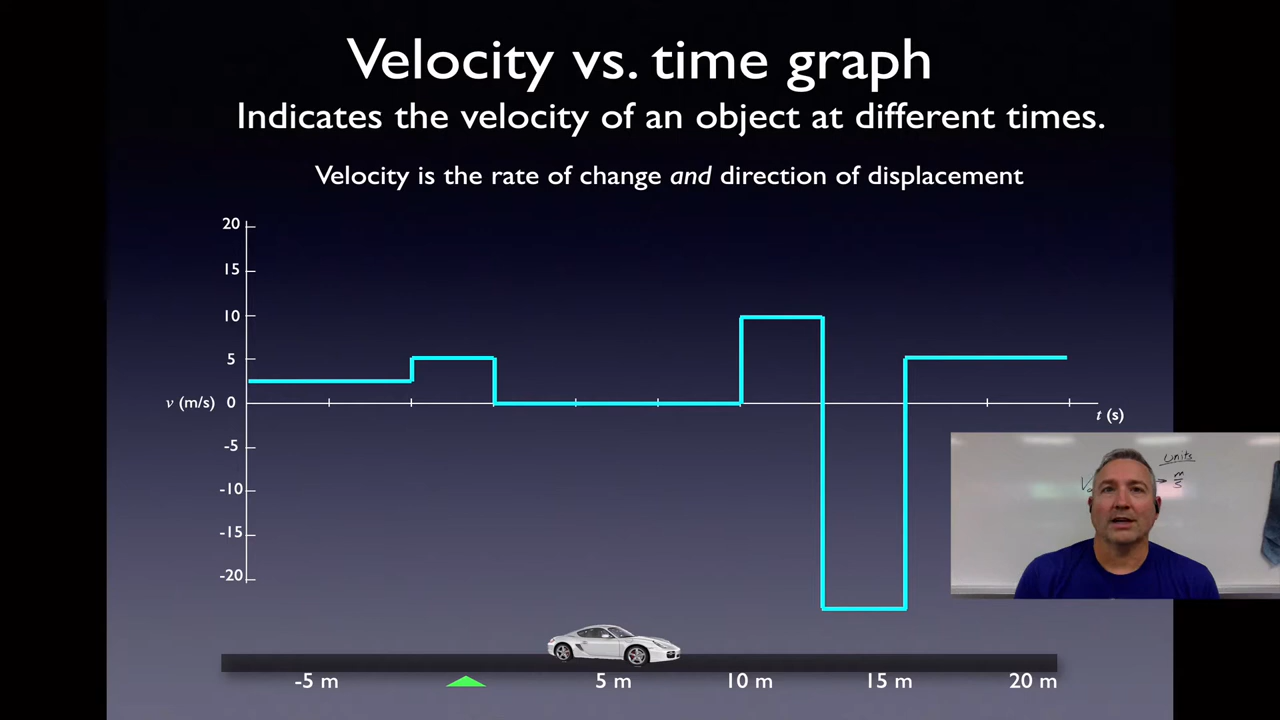 Velocity vs. time graph
Indicates the velocity of an object at different times.
Velocity is the rate of change and direction of displacement
20
15
10
5
v (m/s) 0
-5
-10
-15
-20
t (s)
Units
m
s
-5 m 5 m 10 m 15 m 20 m